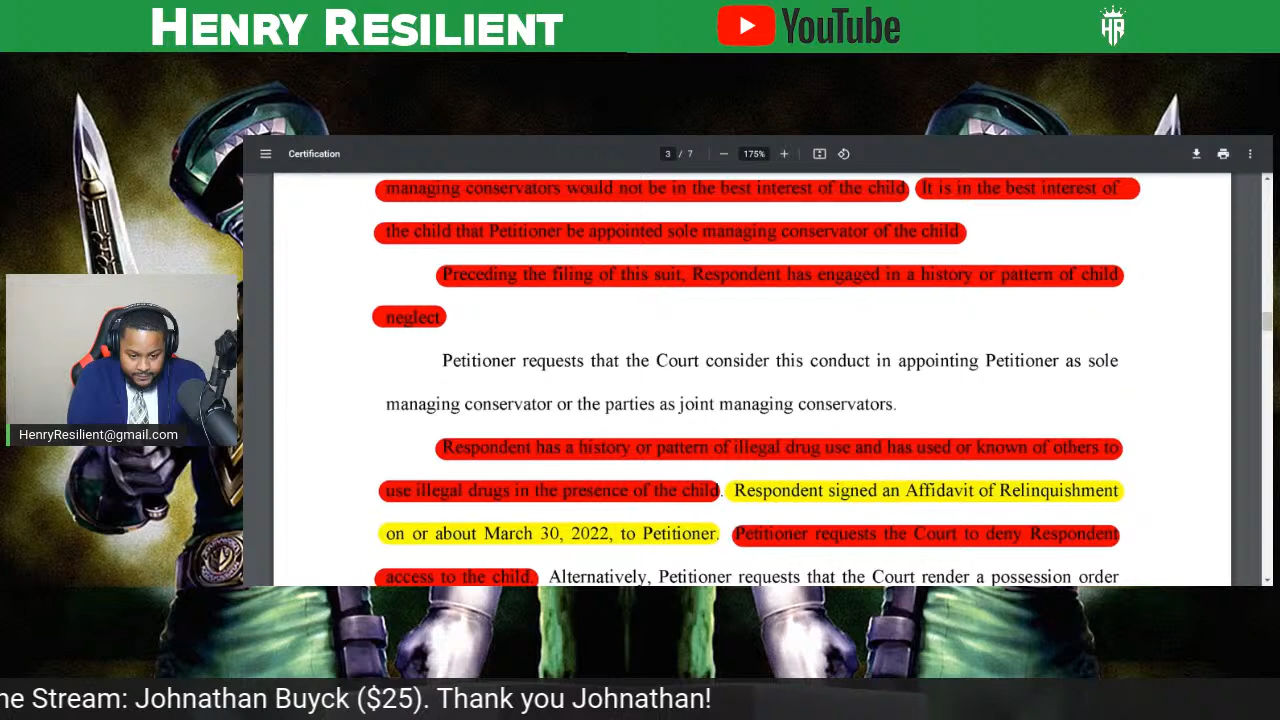 HENRY RESILIENT
YouTube
HR
Certification
3 / 7
175%
managing conservators would not be in the best interest of the child It is in the best interest of
the child that Petitioner be appointed sole managing conservator of the child
Preceding the filing of this suit, Respondent has engaged in a history or pattern of child
neglect
Petitioner requests that the Court consider this conduct in appointing Petitioner as sole
managing conservator or the parties as joint managing conservators.
Respondent has a history or pattern of illegal drug use and has used or known of others to
use illegal drugs in the presence of the child. Respondent signed an Affidavit of Relinquishment
on or about March 30, 2022, to Petitioner. Petitioner requests the Court to deny Respondent
access to the child. Alternatively, Petitioner requests that the Court render a possession order
HenryResilient@gmail.com
ne Stream: Johnathan Buyck ($25). Thank you Johnathan!